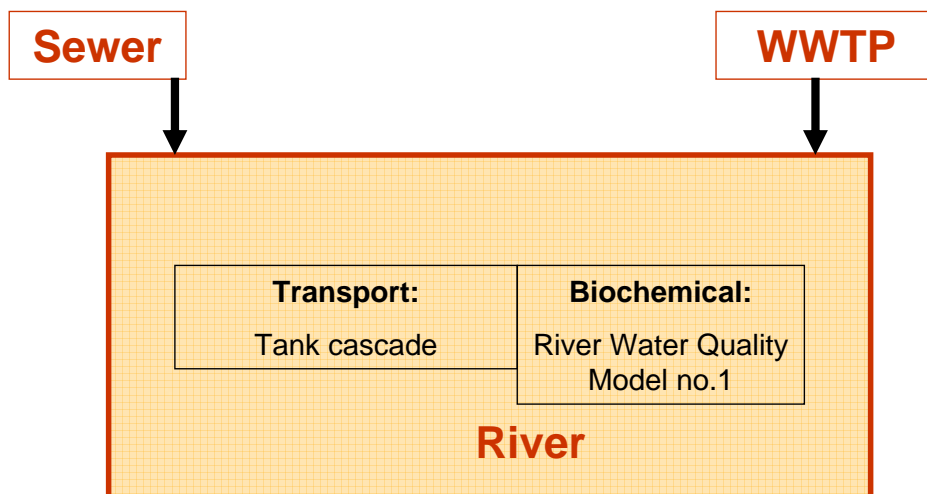 Sewer
WWTP
Transport:
Tank cascade
Biochemical:
River Water Quality
Model no.1
River